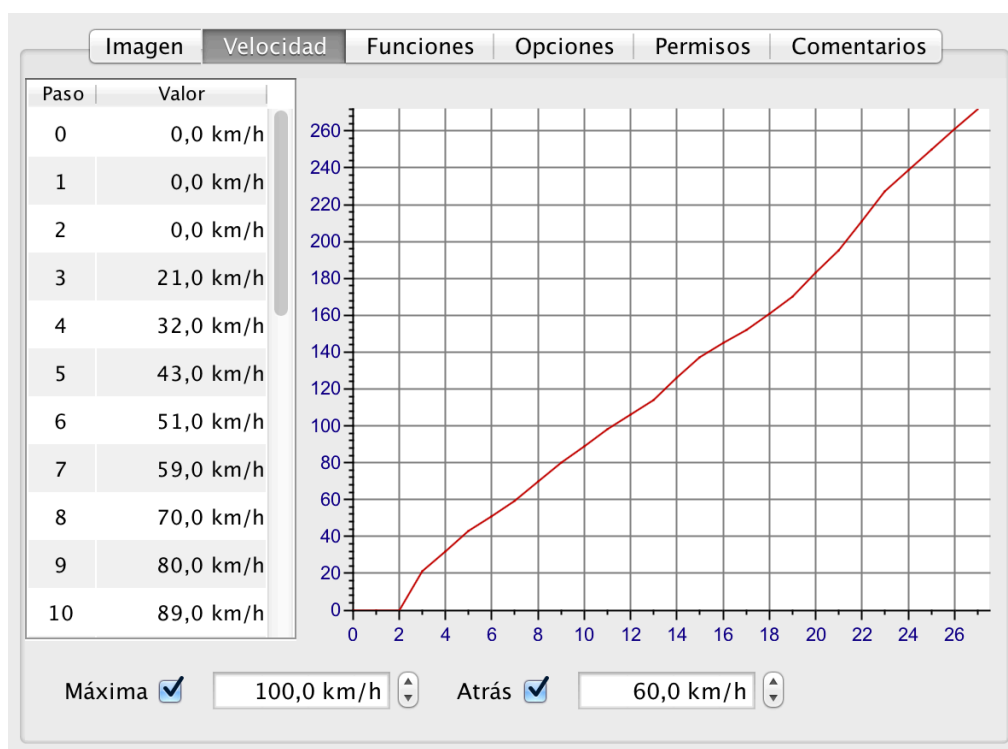 Imagen Velocidad Funciones Opciones Permisos Comentarios
Paso Valor
0 0,0 km/h
1 0,0 km/h
2 0,0 km/h
3 21,0 km/h
4 32,0 km/h
5 43,0 km/h
6 51,0 km/h
7 59,0 km/h
8 70,0 km/h
9 80,0 km/h
10 89,0 km/h
260
240
220
200
180
160
140
120
100
80
60
40
20
0
0 2 4 6 8 10 12 14 16 18 20 22 24 26
Máxima 100,0 km/h Atrás 60,0 km/h